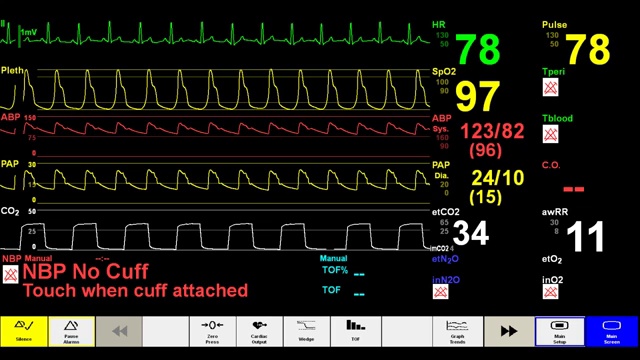 II
1mV
HR
130
50
78
Pulse
130
50
78
Pleth
SpO2
100
90
97
Tperi
ABP
150
75
0
ABP
Sys.
160
90
123/82
(96)
Tblood
PAP
30
15
0
PAP
Dia.
20
0
24/10
(15)
C.O.
--
CO2
50
25
0
etCO2
65
25
imCO2 4
34
awRR
30
8
11
NBP Manual --:--
NBP No Cuff
Touch when cuff attached
Manual
TOF% --
TOF --
etN2O
inN2O
etO2
inO2
Silence
Pause
Alarms
Zero
Press
Cardiac
Output
Wedge
TOF
Graph
Trends
Main
Setup
Main
Screen